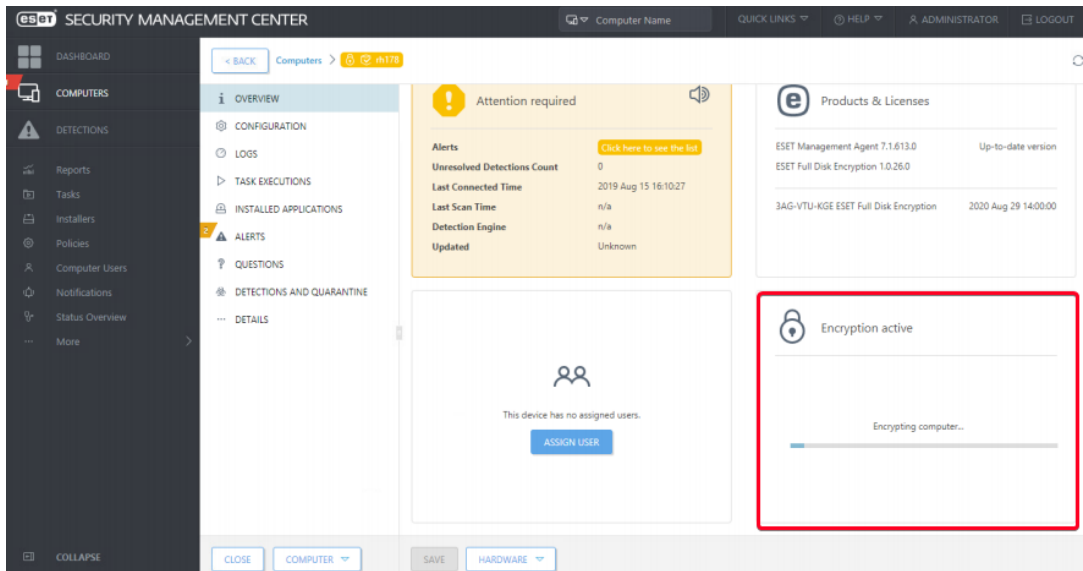 eset SECURITY MANAGEMENT CENTER
Computer Name
QUICK LINKS
HELP
ADMINISTRATOR
LOGOUT
DASHBOARD
COMPUTERS
DETECTIONS
Reports
Tasks
Installers
Policies
Computer Users
Notifications
Status Overview
More
COLLAPSE
< BACK Computers > rh178
OVERVIEW
CONFIGURATION
LOGS
TASK EXECUTIONS
INSTALLED APPLICATIONS
2 ALERTS
QUESTIONS
DETECTIONS AND QUARANTINE
DETAILS
Attention required
Alerts Click here to see the list
Unresolved Detections Count 0
Last Connected Time 2019 Aug 15 16:10:27
Last Scan Time n/a
Detection Engine n/a
Updated Unknown
Products & Licenses
ESET Management Agent 7.1.613.0 Up-to-date version
ESET Full Disk Encryption 1.0.26.0
3AG-VTU-KGE ESET Full Disk Encryption 2020 Aug 29 14:00:00
This device has no assigned users.
ASSIGN USER
Encryption active
Encrypting computer...
CLOSE
COMPUTER
SAVE
HARDWARE